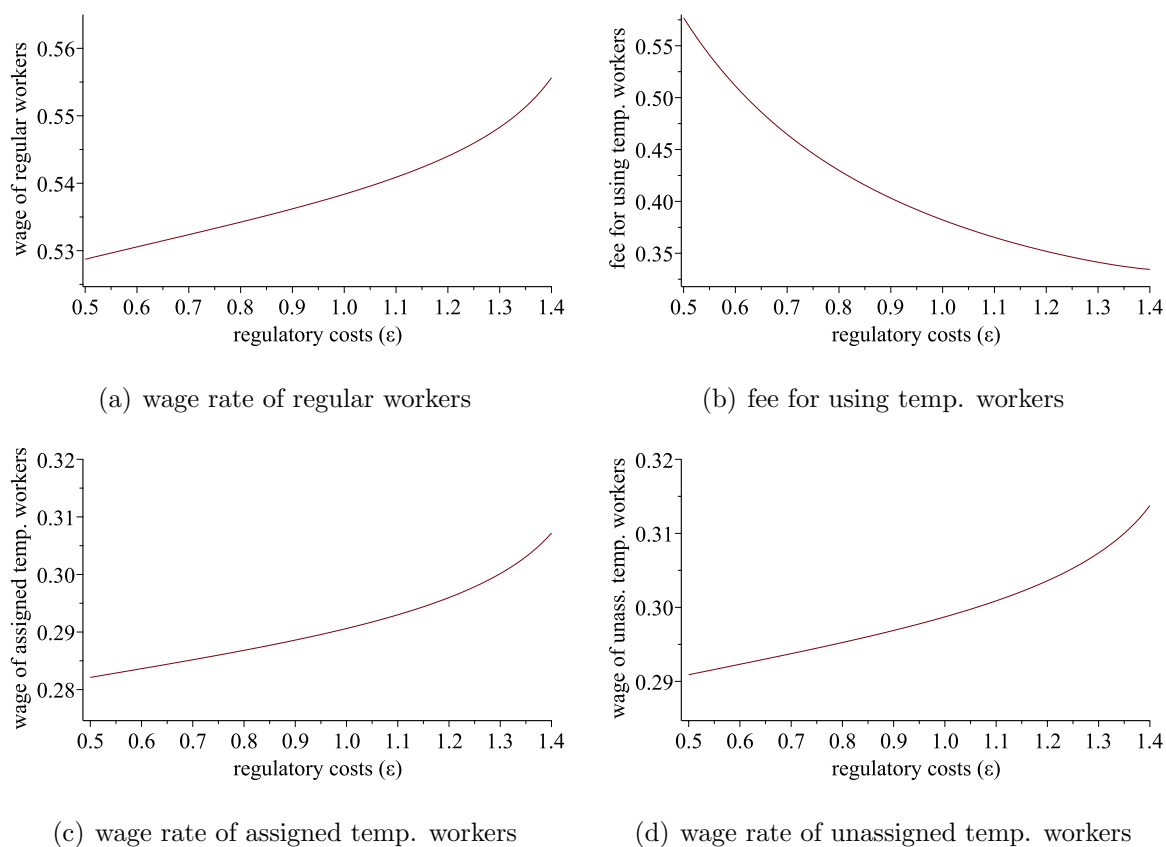 wage of regular workers
0.56
0.55
0.54
0.53
0.5 0.6 0.7 0.8 0.9 1.0 1.1 1.2 1.3 1.4
regulatory costs (ε)
(a) wage rate of regular workers
fee for using temp. workers
0.55
0.50
0.45
0.40
0.35
0.5 0.6 0.7 0.8 0.9 1.0 1.1 1.2 1.3 1.4
regulatory costs (ε)
(b) fee for using temp. workers
wage of assigned temp. workers
0.32
0.31
0.30
0.29
0.28
0.5 0.6 0.7 0.8 0.9 1.0 1.1 1.2 1.3 1.4
regulatory costs (ε)
(c) wage rate of assigned temp. workers
wage of unass. temp. workers
0.32
0.31
0.30
0.29
0.5 0.6 0.7 0.8 0.9 1.0 1.1 1.2 1.3 1.4
regulatory costs (ε)
(d) wage rate of unassigned temp. workers